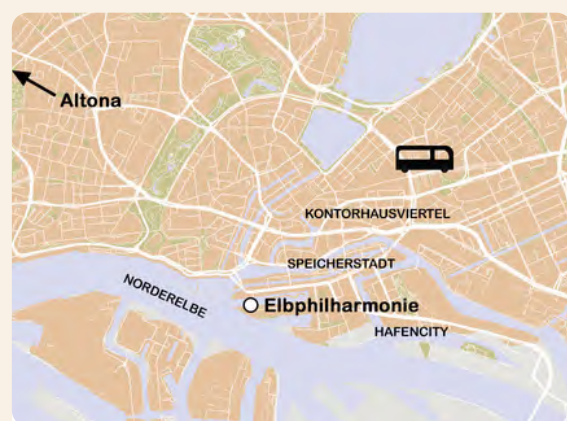 Altona
KONTORHAUSVIERTEL
SPEICHERSTADT
NORDERELBE
Elbphilharmonie
HAFENCITY